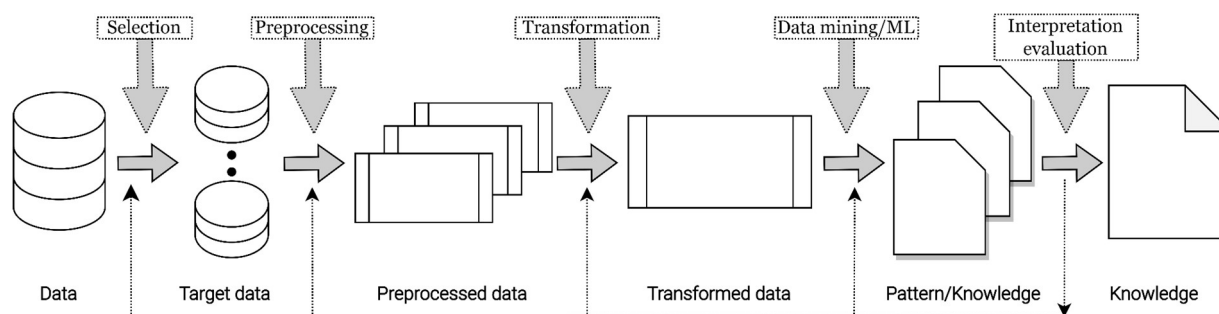 Selection
Preprocessing
Transformation
Data mining/ML
Interpretation
evaluation
Data
Target data
Preprocessed data
Transformed data
Pattern/Knowledge
Knowledge